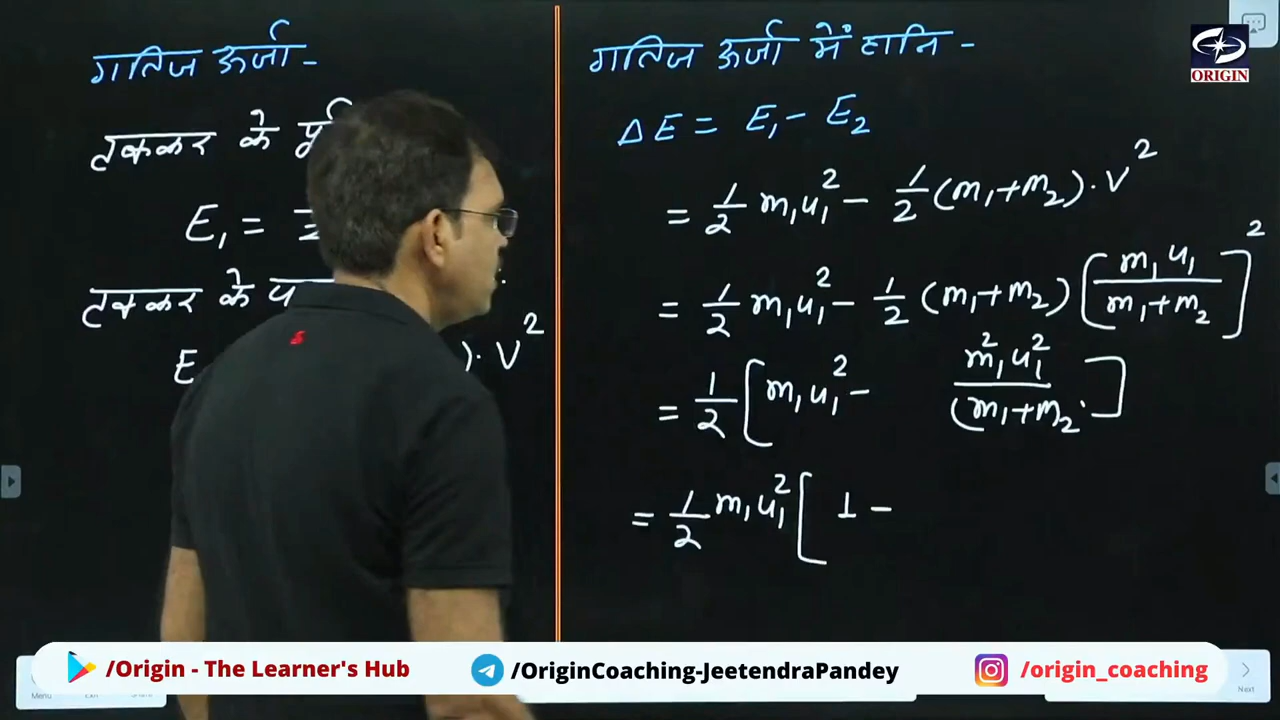 गतिज ऊर्जा -
टक्कर के
E₁ =
टक्कर के
E ) · V²
गतिज ऊर्जा में हानि -
ΔE = E₁ - E₂
= 1/2 m₁u₁² - 1/2 (m₁+m₂) · V²
= 1/2 m₁u₁² - 1/2 (m₁+m₂) [m₁u₁/(m₁+m₂)]²
= 1/2 [m₁u₁² - m₁²u₁²/(m₁+m₂ ]
= 1/2 m₁u₁² [ 1 -
ORIGIN
/Origin - The Learner's Hub
/OriginCoaching-JeetendraPandey
/origin_coaching
Menu
Next